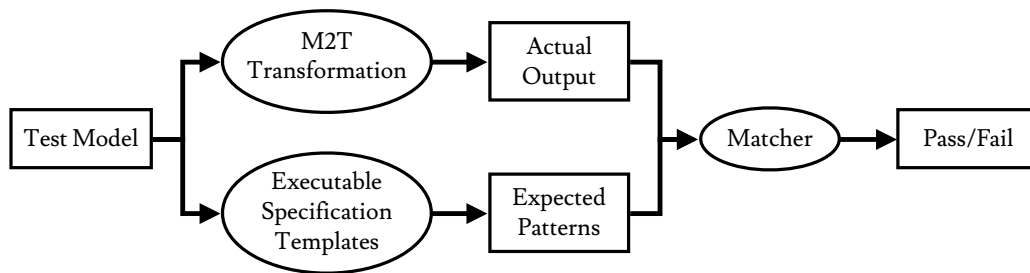 Test Model
M2T
Transformation
Actual
Output
Executable
Specification
Templates
Expected
Patterns
Matcher
Pass/Fail